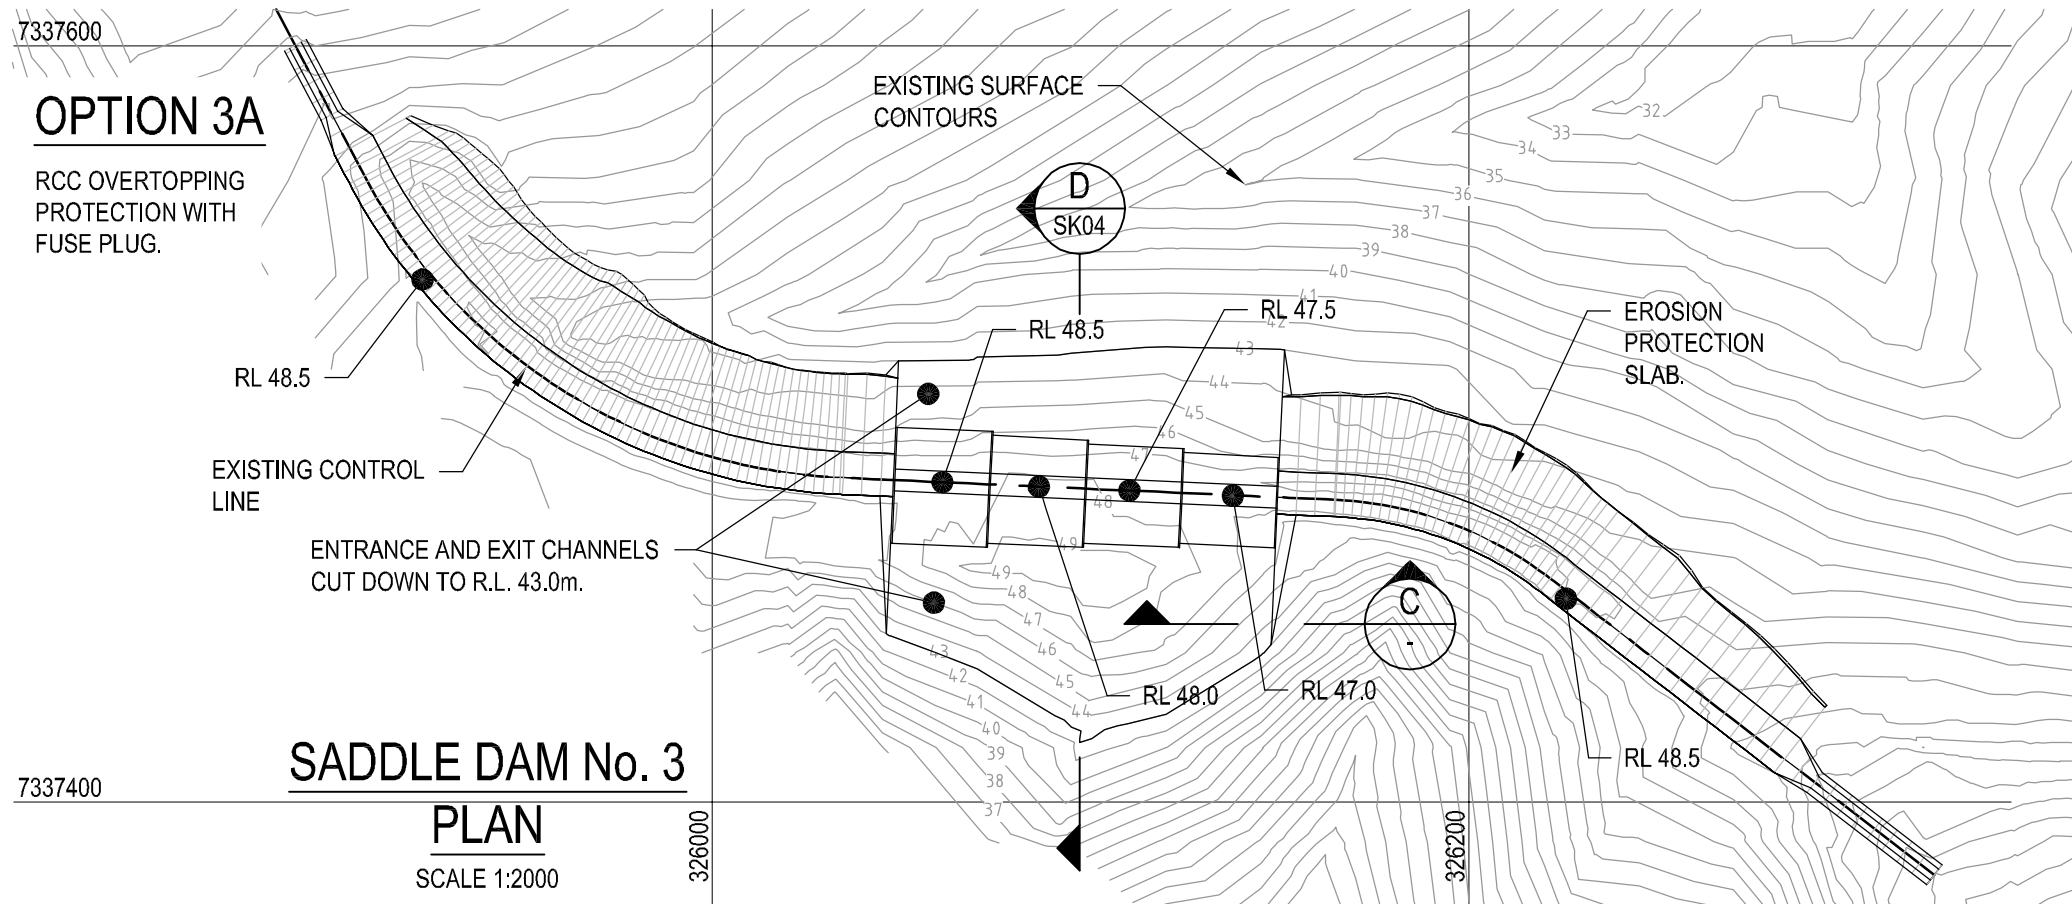 7337600
OPTION 3A
RCC OVERTOPPING
PROTECTION WITH
FUSE PLUG.
EXISTING SURFACE
CONTOURS
D
SK04
32
33
34
35
36
37
38
39
40
41
42
43
44
45
46
47
48
49
49
48
47
46
45
44
43
42
41
40
39
38
37
RL 48.5
RL 47.5
EROSION
PROTECTION
SLAB.
RL 48.5
EXISTING CONTROL
LINE
ENTRANCE AND EXIT CHANNELS
CUT DOWN TO R.L. 43.0m.
C
-
RL 48.0
RL 47.0
RL 48.5
SADDLE DAM No. 3
PLAN
SCALE 1:2000
7337400
326000
326200